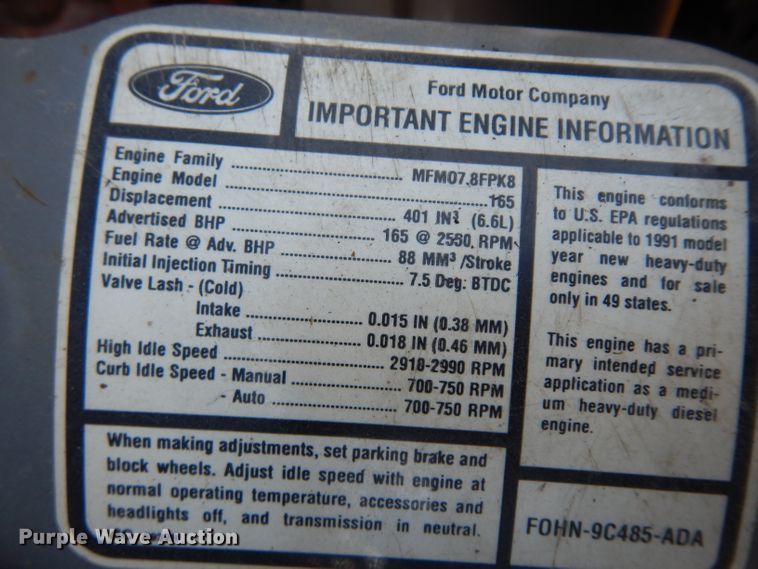 Ford
Ford Motor Company
IMPORTANT ENGINE INFORMATION
Engine Family ........ MFM07.8FPK8
Engine Model ........ 165
Displacement ........ 401 IN³ (6.6L)
Advertised BHP ........ 165 @ 2500 RPM
Fuel Rate @ Adv. BHP ........ 88 MM³ /Stroke
Initial Injection Timing ........ 7.5 Deg. BTDC
Valve Lash - (Cold)
Intake ........ 0.015 IN (0.38 MM)
Exhaust ........ 0.018 IN (0.46 MM)
High Idle Speed ........ 2910-2990 RPM
Curb Idle Speed - Manual ........ 700-750 RPM
- Auto ........ 700-750 RPM
This engine conforms
to U.S. EPA regulations
applicable to 1991 model
year new heavy-duty
engines and for sale
only in 49 states.
This engine has a pri-
mary intended service
application as a medi-
um heavy-duty diesel
engine.
When making adjustments, set parking brake and
block wheels. Adjust idle speed with engine at
normal operating temperature, accessories and
headlights off, and transmission in neutral.
FOHN-9C485-ADA
Purple Wave Auction